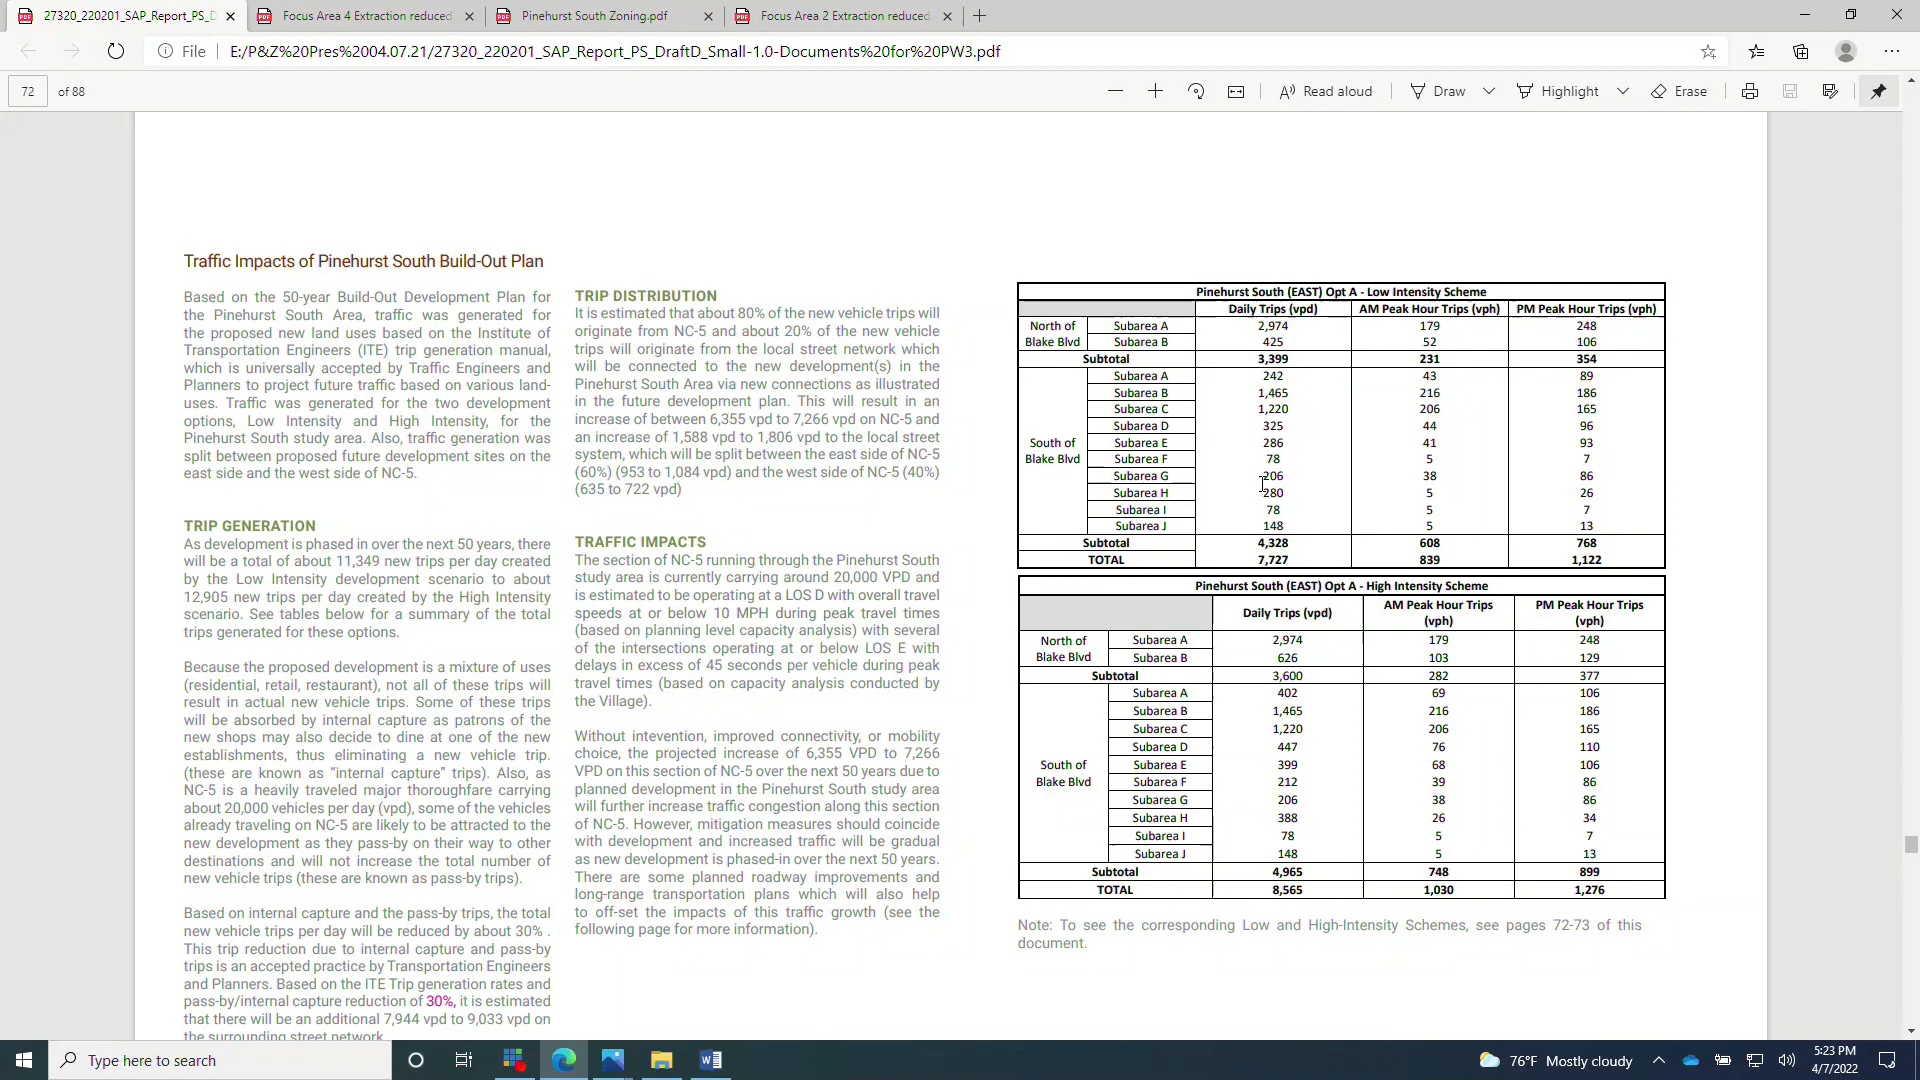 27320_220201_SAP_Report_PS_D
Focus Area 4 Extraction reduced
Pinehurst South Zoning.pdf
Focus Area 2 Extraction reduced
File
E:/P&Z%20Pres%2004.07.21/27320_220201_SAP_Report_PS_DraftD_Small-1.0-Documents%20for%20PW3.pdf
72 of 88
Read aloud
Draw
Highlight
Erase
Traffic Impacts of Pinehurst South Build-Out Plan
Based on the 50-year Build-Out Development Plan for
the Pinehurst South Area, traffic was generated for
the proposed new land uses based on the Institute of
Transportation Engineers (ITE) trip generation manual,
which is universally accepted by Traffic Engineers and
Planners to project future traffic based on various land-
uses. Traffic was generated for the two development
options, Low Intensity and High Intensity, for the
Pinehurst South study area. Also, traffic generation was
split between proposed future development sites on the
east side and the west side of NC-5.
TRIP GENERATION
As development is phased in over the next 50 years, there
will be a total of about 11,349 new trips per day created
by the Low Intensity development scenario to about
12,905 new trips per day created by the High Intensity
scenario. See tables below for a summary of the total
trips generated for these options.
Because the proposed development is a mixture of uses
(residential, retail, restaurant), not all of these trips will
result in actual new vehicle trips. Some of these trips
will be absorbed by internal capture as patrons of the
new shops may also decide to dine at one of the new
establishments, thus eliminating a new vehicle trip.
(these are known as “internal capture” trips). Also, as
NC-5 is a heavily traveled major thoroughfare carrying
about 20,000 vehicles per day (vpd), some of the vehicles
already traveling on NC-5 are likely to be attracted to the
new development as they pass-by on their way to other
destinations and will not increase the total number of
new vehicle trips (these are known as pass-by trips).
Based on internal capture and the pass-by trips, the total
new vehicle trips per day will be reduced by about 30% .
This trip reduction due to internal capture and pass-by
trips is an accepted practice by Transportation Engineers
and Planners. Based on the ITE Trip generation rates and
pass-by/internal capture reduction of 30%, it is estimated
that there will be an additional 7,944 vpd to 9,033 vpd on
the surrounding street network.
TRIP DISTRIBUTION
It is estimated that about 80% of the new vehicle trips will
originate from NC-5 and about 20% of the new vehicle
trips will originate from the local street network which
will be connected to the new development(s) in the
Pinehurst South Area via new connections as illustrated
in the future development plan. This will result in an
increase of between 6,355 vpd to 7,266 vpd on NC-5 and
an increase of 1,588 vpd to 1,806 vpd to the local street
system, which will be split between the east side of NC-5
(60%) (953 to 1,084 vpd) and the west side of NC-5 (40%)
(635 to 722 vpd)
TRAFFIC IMPACTS
The section of NC-5 running through the Pinehurst South
study area is currently carrying around 20,000 VPD and
is estimated to be operating at a LOS D with overall travel
speeds at or below 10 MPH during peak travel times
(based on planning level capacity analysis) with several
of the intersections operating at or below LOS E with
delays in excess of 45 seconds per vehicle during peak
travel times (based on capacity analysis conducted by
the Village).
Without intevention, improved connectivity, or mobility
choice, the projected increase of 6,355 VPD to 7,266
VPD on this section of NC-5 over the next 50 years due to
planned development in the Pinehurst South study area
will further increase traffic congestion along this section
of NC-5. However, mitigation measures should coincide
with development and increased traffic will be gradual
as new development is phased-in over the next 50 years.
There are some planned roadway improvements and
long-range transportation plans which will also help
to off-set the impacts of this traffic growth (see the
following page for more information).
Pinehurst South (EAST) Opt A - Low Intensity Scheme
Daily Trips (vpd) AM Peak Hour Trips (vph) PM Peak Hour Trips (vph)
North of Blake Blvd
Subarea A 2,974 179 248
Subarea B 425 52 106
Subtotal 3,399 231 354
South of Blake Blvd
Subarea A 242 43 89
Subarea B 1,465 216 186
Subarea C 1,220 206 165
Subarea D 325 44 96
Subarea E 286 41 93
Subarea F 78 5 7
Subarea G 206 38 86
Subarea H 280 5 26
Subarea I 78 5 7
Subarea J 148 5 13
Subtotal 4,328 608 768
TOTAL 7,727 839 1,122
Pinehurst South (EAST) Opt A - High Intensity Scheme
Daily Trips (vpd) AM Peak Hour Trips (vph) PM Peak Hour Trips (vph)
North of Blake Blvd
Subarea A 2,974 179 248
Subarea B 626 103 129
Subtotal 3,600 282 377
South of Blake Blvd
Subarea A 402 69 106
Subarea B 1,465 216 186
Subarea C 1,220 206 165
Subarea D 447 76 110
Subarea E 399 68 106
Subarea F 212 39 86
Subarea G 206 38 86
Subarea H 388 26 34
Subarea I 78 5 7
Subarea J 148 5 13
Subtotal 4,965 748 899
TOTAL 8,565 1,030 1,276
Note: To see the corresponding Low and High-Intensity Schemes, see pages 72-73 of this
document.
Type here to search
76°F Mostly cloudy
5:23 PM
4/7/2022